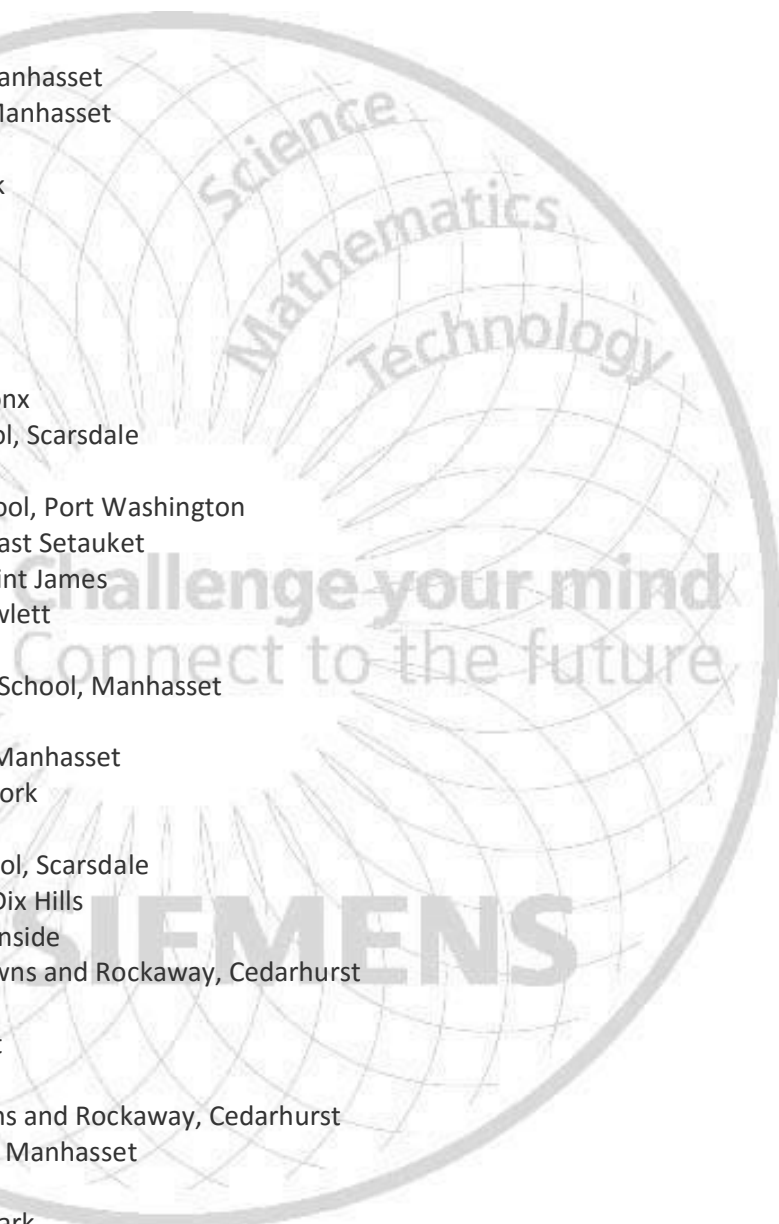 anhasset
Manhasset
k
onx
ol, Scarsdale
ool, Port Washington
ast Setauket
int James
wlett
School, Manhasset
Manhasset
ork
ol, Scarsdale
Dix Hills
nside
wns and Rockaway, Cedarhurst
t
ns and Rockaway, Cedarhurst
Manhasset
ark
Science
Mathematics
Technology
Challenge your mind
Connect to the future
SIEMENS